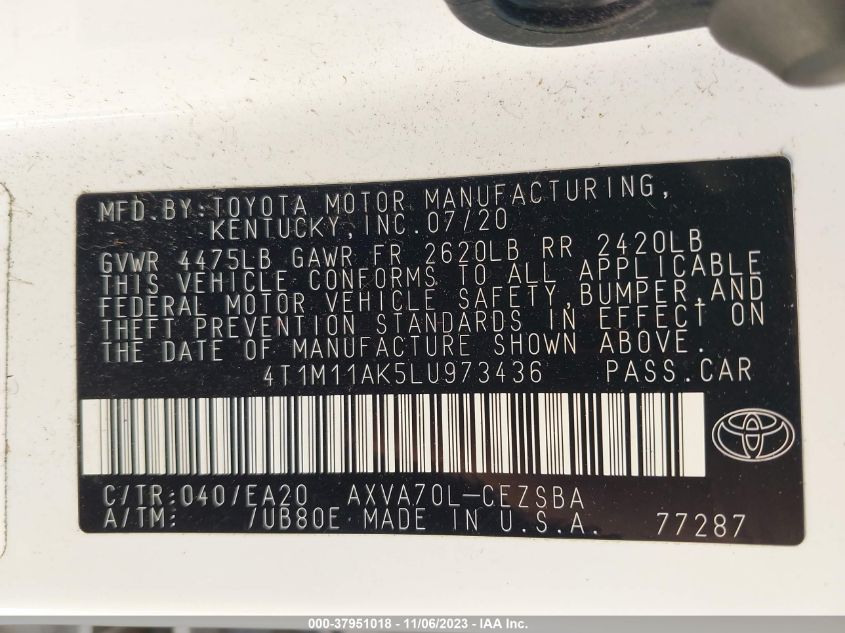 MFD.BY:TOYOTA MOTOR MANUFACTURING,
KENTUCKY,INC.07/20
GVWR 4475LB GAWR FR 2620LB RR 2420LB
THIS VEHICLE CONFORMS TO ALL APPLICABLE
FEDERAL MOTOR VEHICLE SAFETY,BUMPER,AND
THEFT PREVENTION STANDARDS IN EFFECT ON
THE DATE OF MANUFACTURE SHOWN ABOVE.
4T1M11AK5LU973436 PASS.CAR
C/TR:040/EA20 AXVA70L-CEZSBA
A/TM: /UB80E MADE IN U.S.A. 77287
000-37951018 - 11/06/2023 - IAA Inc.